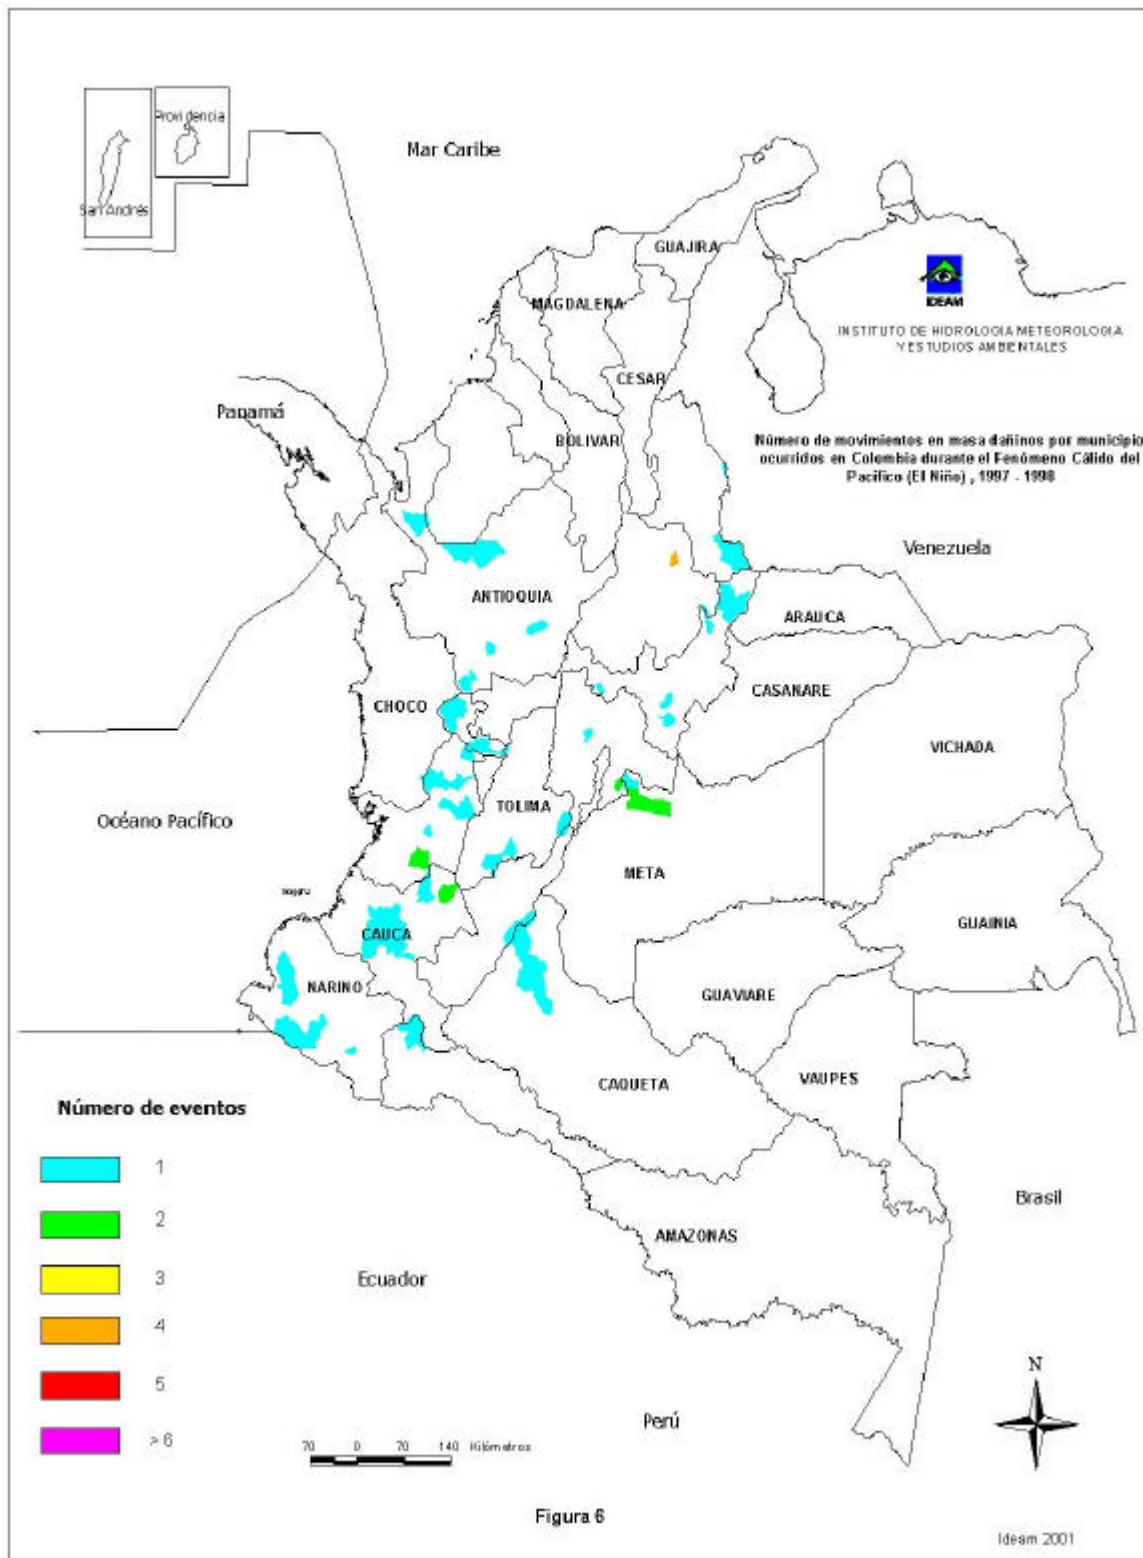 Providencia
San Andrés
Mar Caribe
GUAJIRA
MAGDALENA
IDEAM
INSTITUTO DE HIDROLOGIA METEOROLOGIA
Y ESTUDIOS AMBIENTALES
CESAR
Panamá
BOLIVAR
Número de movimientos en masa dañinos por municipio
ocurridos en Colombia durante el Fenómeno Cálido del
Pacífico (El Niño) , 1997 - 1998
Venezuela
ANTIOQUIA
ARAUCA
CASANARE
CHOCO
VICHADA
TOLIMA
Océano Pacífico
META
GUAINIA
CAUCA
NARINO
GUAVIARE
CAQUETA
VAUPES
Número de eventos
1
2
3
4
5
> 6
Brasil
AMAZONAS
Ecuador
N
Perú
70 0 70 140 Kilómetros
Figura 6
Ideam 2001